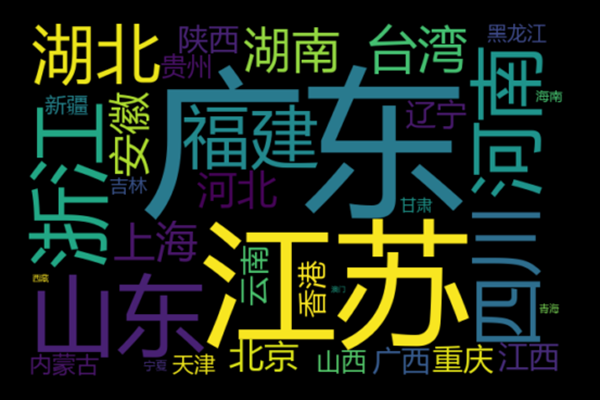 湖北
陕西
贵州
湖南
台湾
黑龙江
新疆
安徽
广东
福建
辽宁
河南
海南
浙江
吉林
河北
甘肃
上海
江苏
云南
香港
澳门
四川
西藏
山东
青海
内蒙古
宁夏
天津
北京
山西
广西
重庆
江西